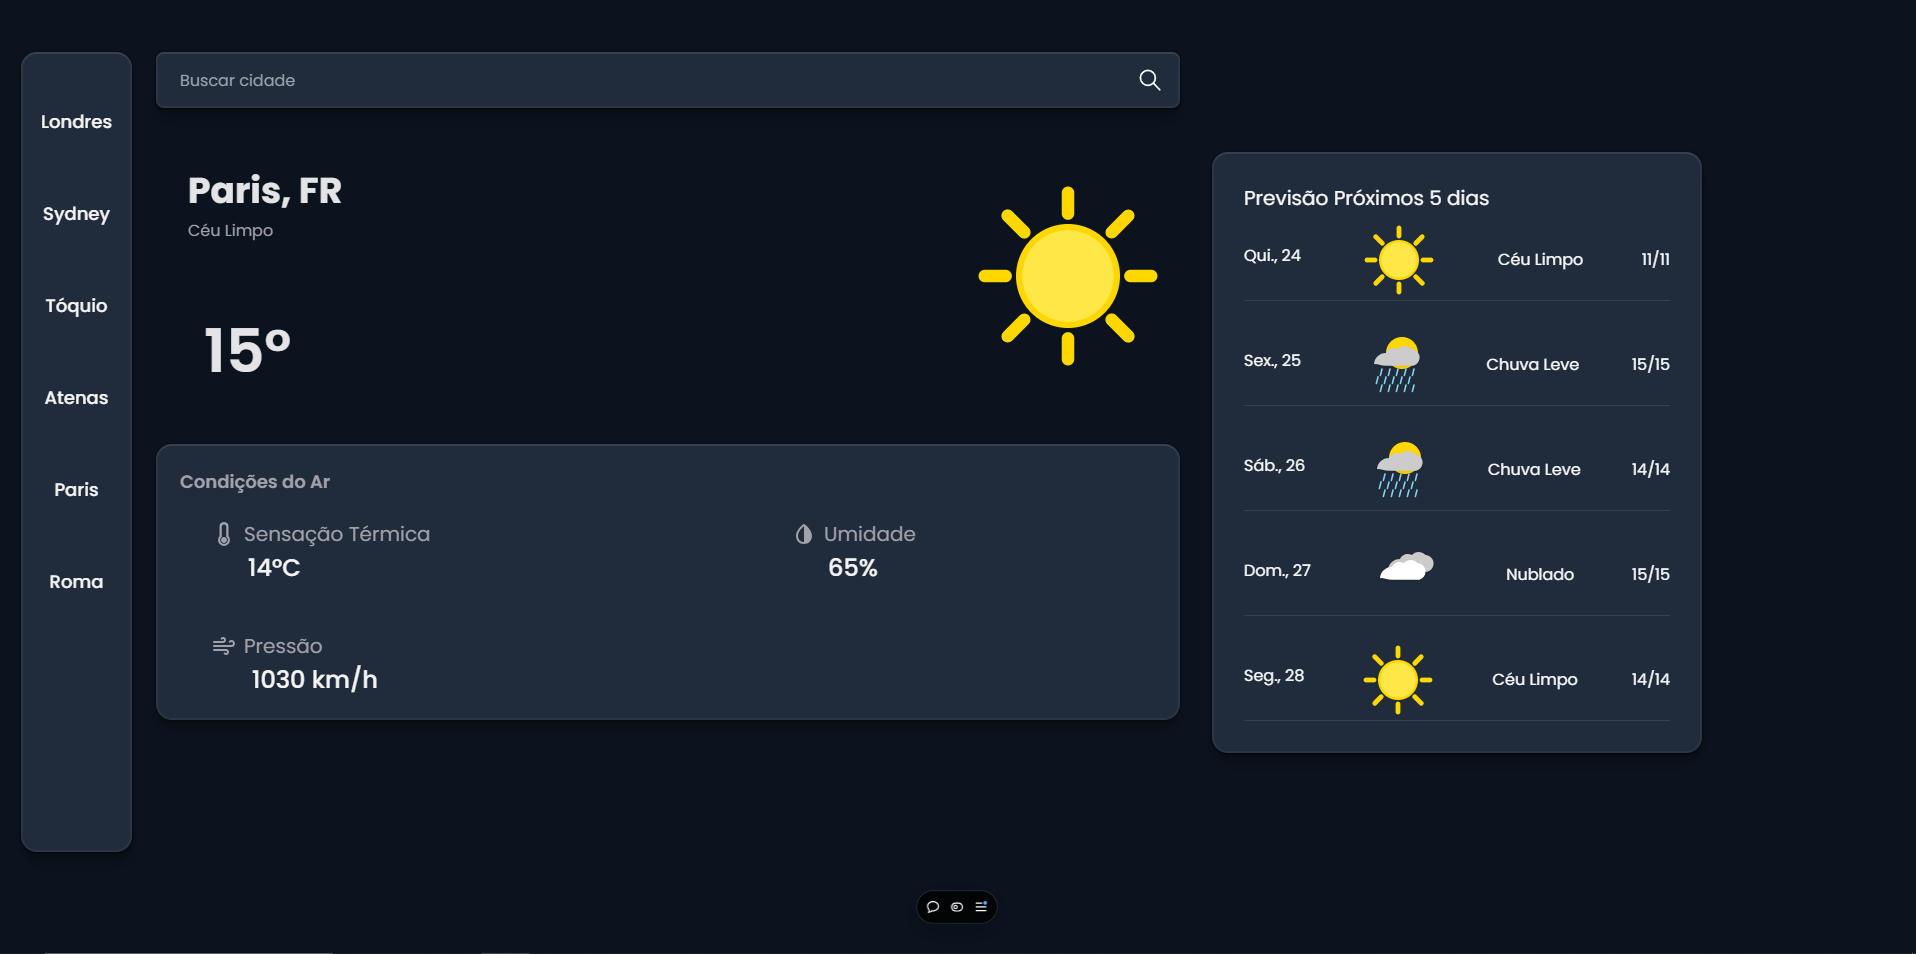 Londres
Sydney
Tóquio
Atenas
Paris
Roma
Buscar cidade
Paris, FR
Céu Limpo
15°
Condições do Ar
Sensação Térmica
14°C
Umidade
65%
Pressão
1030 km/h
Previsão Próximos 5 dias
Qui., 24 Céu Limpo 11/11
Sex., 25 Chuva Leve 15/15
Sáb., 26 Chuva Leve 14/14
Dom., 27 Nublado 15/15
Seg., 28 Céu Limpo 14/14